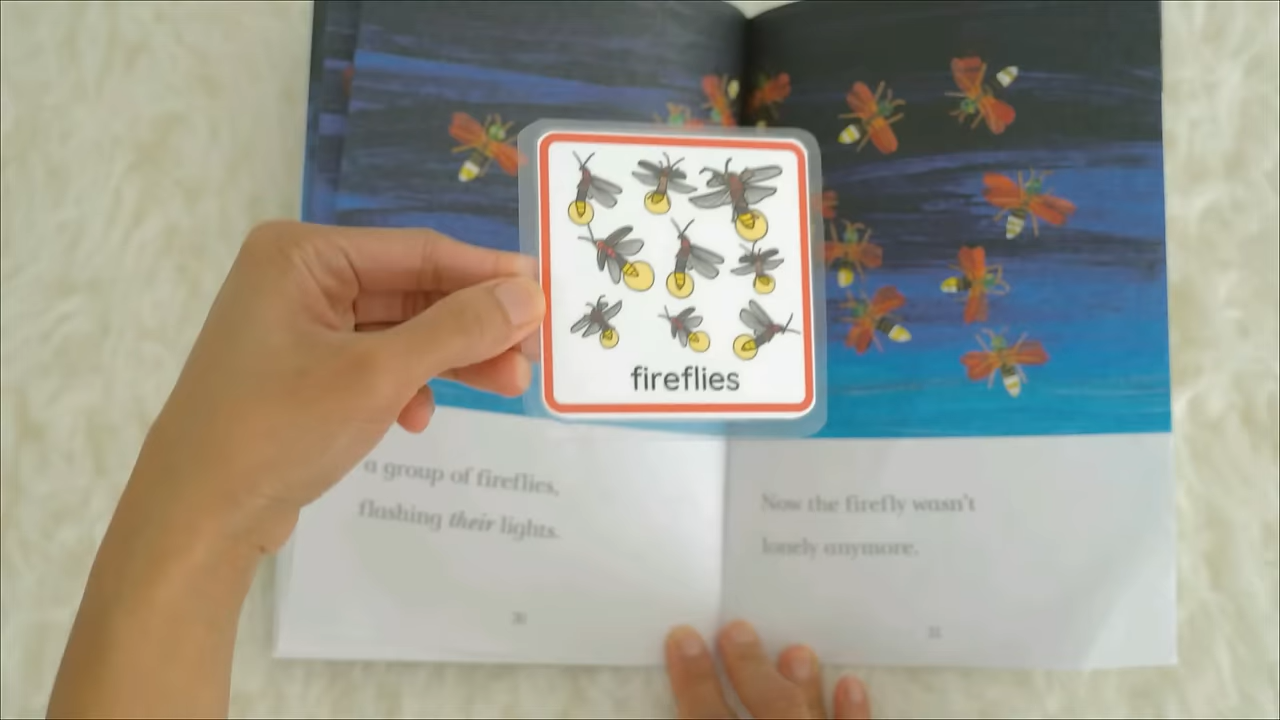 fireflies
a group of fireflies,
flashing their lights.
Now the firefly wasn't
lonely anymore.